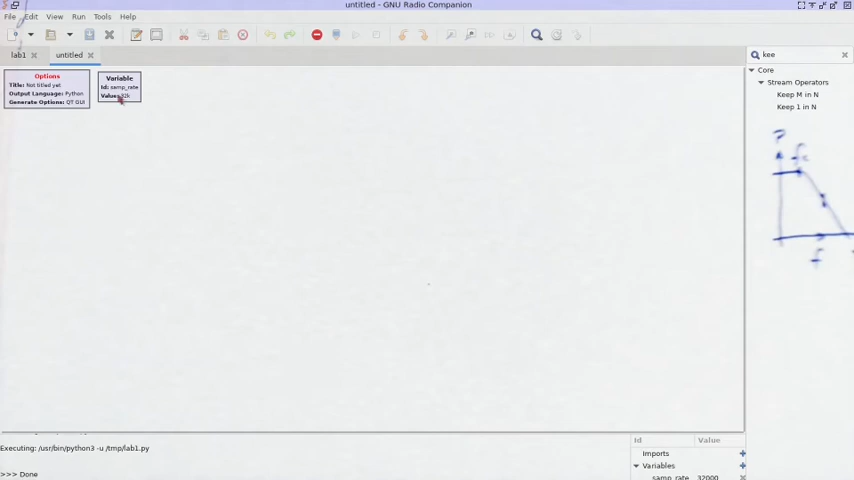 untitled - GNU Radio Companion
File Edit View Run Tools Help
lab1 untitled
kee
Options
Title: Not titled yet
Output Language: Python
Generate Options: QT GUI
Variable
Id: samp_rate
Value: 32k
Core
Stream Operators
Keep M in N
Keep 1 in N
f
Executing: /usr/bin/python3 -u /tmp/lab1.py
>>> Done
Id Value
Imports
Variables
samp_rate 32000